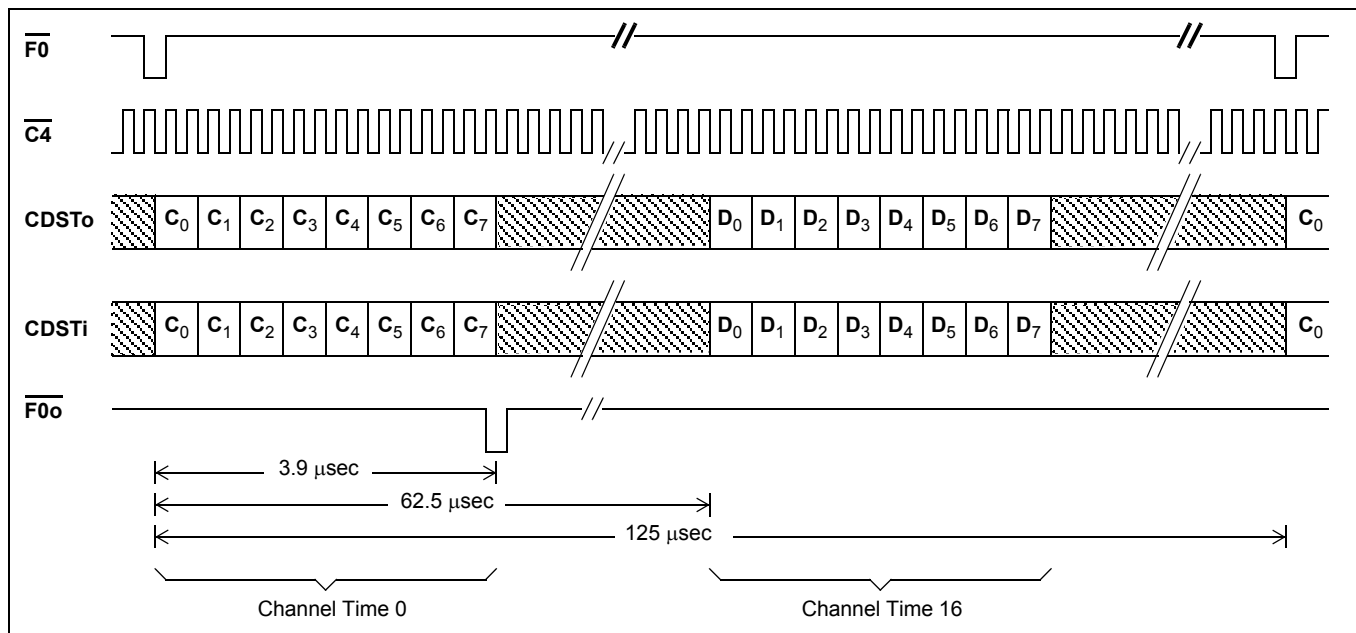 F0
C4
CDSTo C0 C1 C2 C3 C4 C5 C6 C7 D0 D1 D2 D3 D4 D5 D6 D7 C0
CDSTi C0 C1 C2 C3 C4 C5 C6 C7 D0 D1 D2 D3 D4 D5 D6 D7 C0
F0o
3.9 μsec
62.5 μsec
125 μsec
Channel Time 0 Channel Time 16